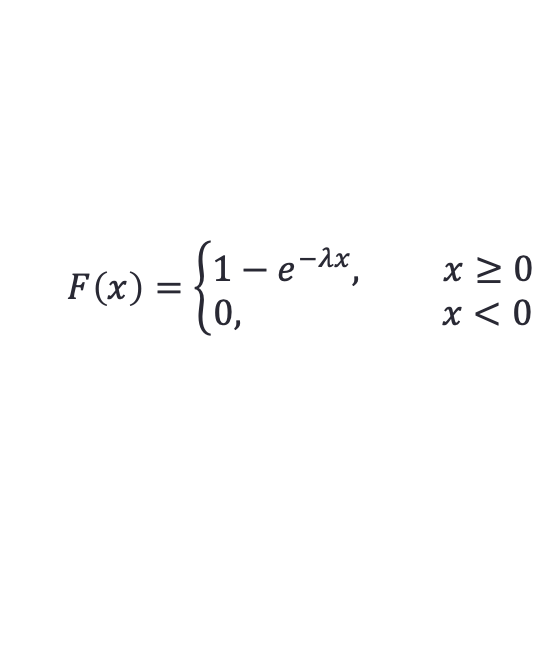 F(x) = {1 − e^{−λx}, x ≥ 0
0, x < 0